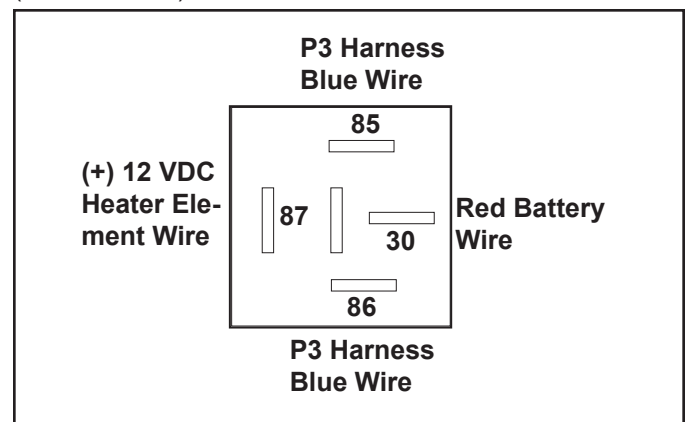 P3 Harness
Blue Wire
85
(+) 12 VDC
Heater Ele-
ment Wire
87
30
Red Battery
Wire
86
P3 Harness
Blue Wire